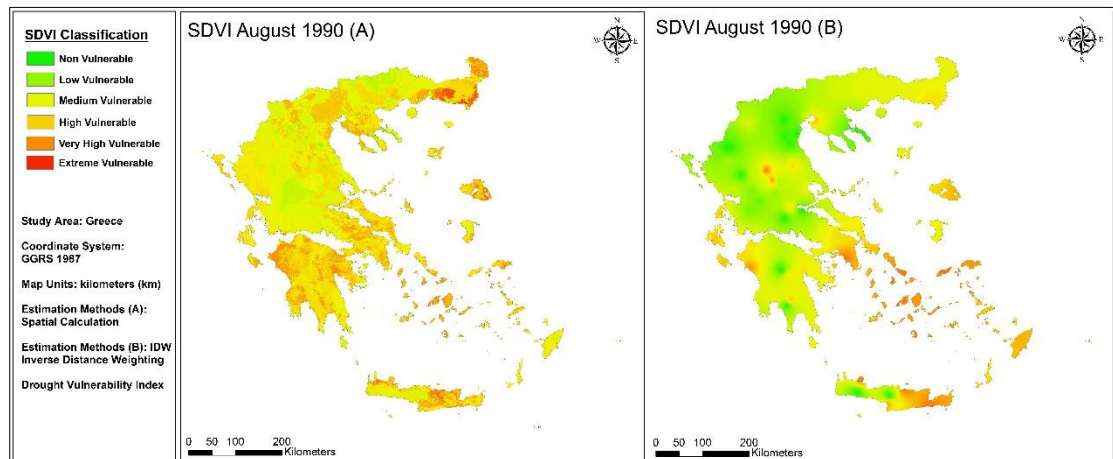 SDVI Classification
Non Vulnerable
Low Vulnerable
Medium Vulnerable
High Vulnerable
Very High Vulnerable
Extreme Vulnerable
Study Area: Greece
Coordinate System:
GGRS 1987
Map Units: kilometers (km)
Estimation Methods (A):
Spatial Calculation
Estimation Methods (B): IDW
Inverse Distance Weighting
Drought Vulnerability Index
SDVI August 1990 (A)
N
W
E
S
0 50 100 200
Kilometers
SDVI August 1990 (B)
N
W
E
S
0 50 100 200
Kilometers